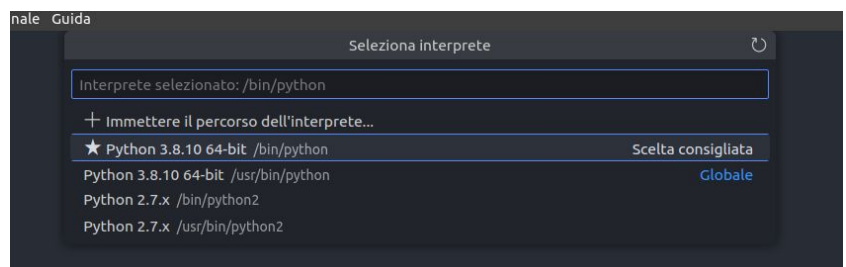 nale Guida
Seleziona interprete
Interprete selezionato: /bin/python
+ Immettere il percorso dell'interprete...
★ Python 3.8.10 64-bit /bin/python Scelta consigliata
Python 3.8.10 64-bit /usr/bin/python Globale
Python 2.7.x /bin/python2
Python 2.7.x /usr/bin/python2